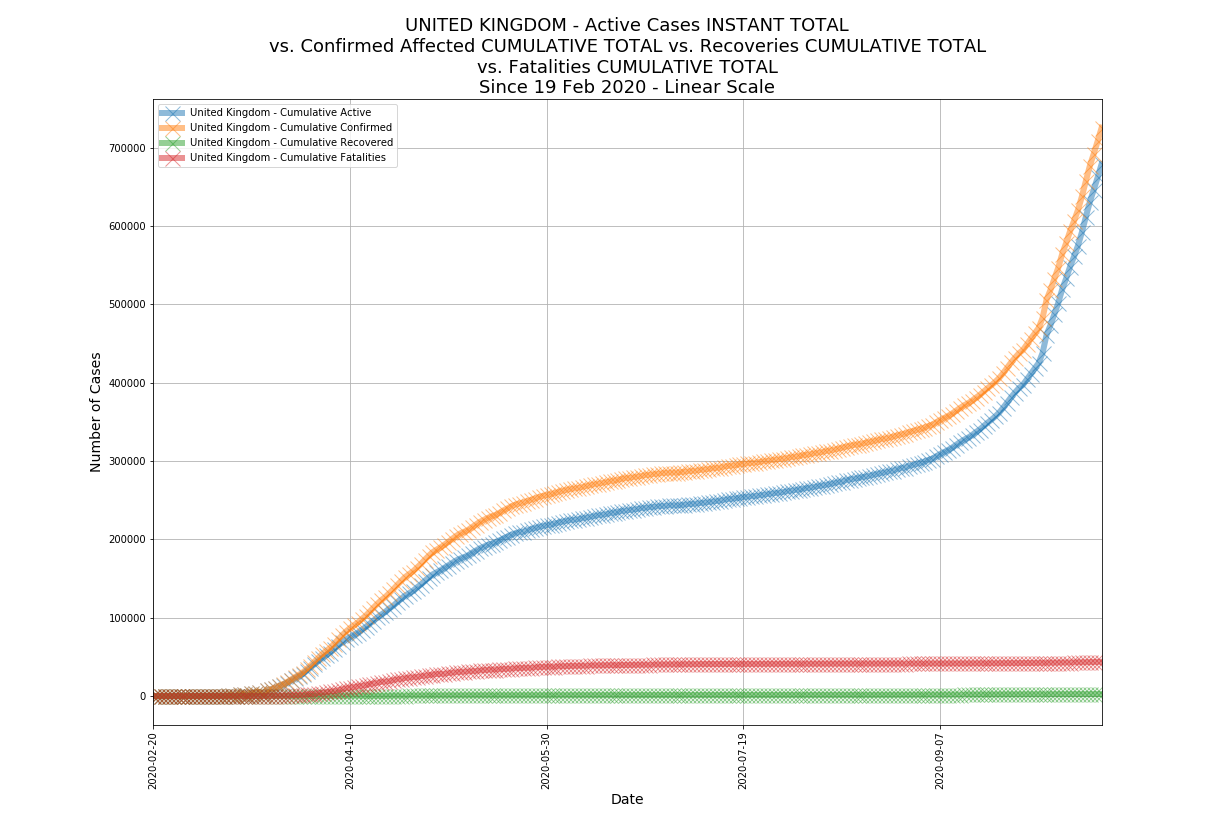 UNITED KINGDOM - Active Cases INSTANT TOTAL
vs. Confirmed Affected CUMULATIVE TOTAL vs. Recoveries CUMULATIVE TOTAL
vs. Fatalities CUMULATIVE TOTAL
Since 19 Feb 2020 - Linear Scale
United Kingdom - Cumulative Active
United Kingdom - Cumulative Confirmed
United Kingdom - Cumulative Recovered
United Kingdom - Cumulative Fatalities
700000
600000
500000
400000
300000
200000
100000
0
Number of Cases
2020-02-20
2020-04-10
2020-05-30
2020-07-19
2020-09-07
Date